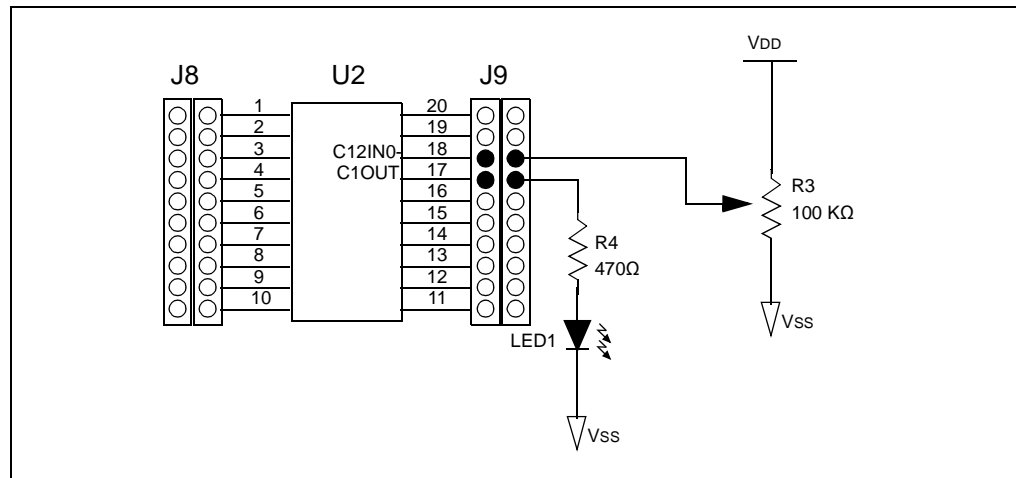 VDD
J8 U2 J9
1 20
2 19
3 C12IN0- 18
4 C1OUT 17
5 16
6 15
7 14
8 13
9 12
10 11
R3
100 KΩ
R4
470Ω
VSS
LED1
VSS